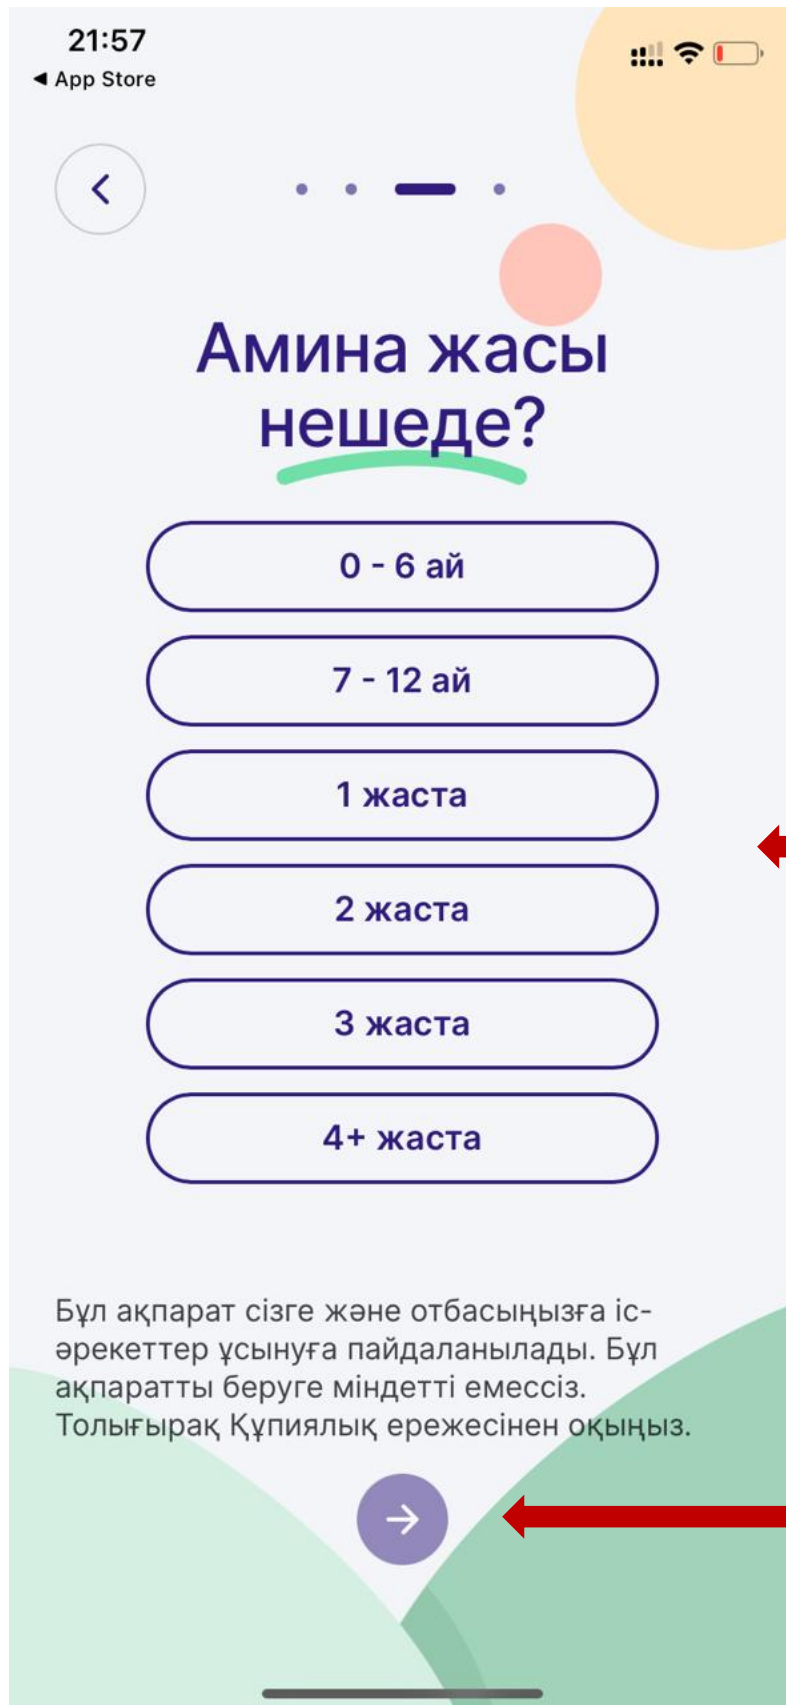 21:57
◀ App Store
Амина жасы
нешеде?
0 - 6 ай
7 - 12 ай
1 жаста
2 жаста
3 жаста
4+ жаста
Бұл ақпарат сізге және отбасыңызға іс-
әрекеттер ұсынуға пайдаланылады. Бұл
ақпаратты беруге міндетті емессіз.
Толығырақ Құпиялық ережесінен оқыңыз.